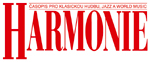 ČASOPIS PRO KLASICKOU HUDBU, JAZZ A WORLD MUSIC
HARMONIE